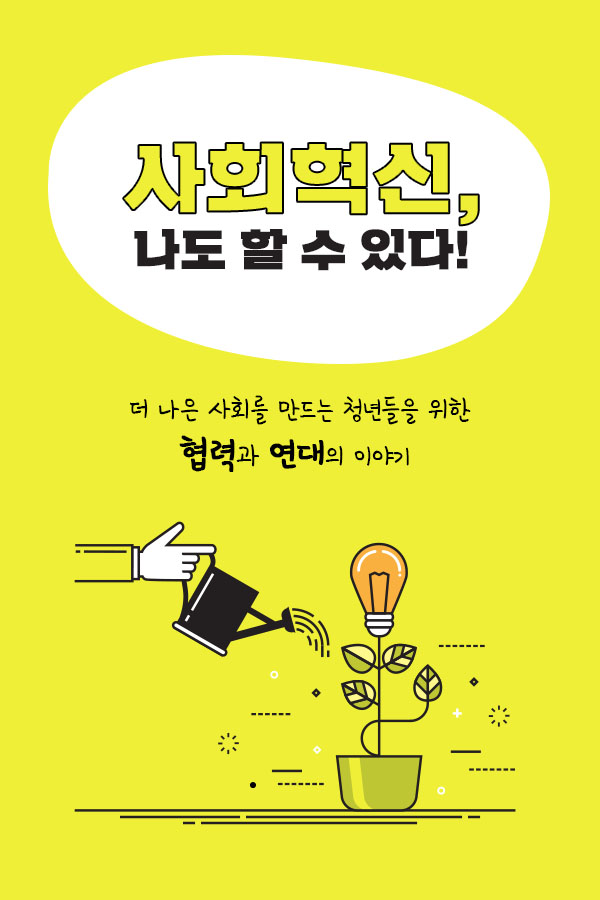 사회혁신,
나도 할 수 있다!
더 나은 사회를 만드는 청년들을 위한
협력과 연대의 이야기